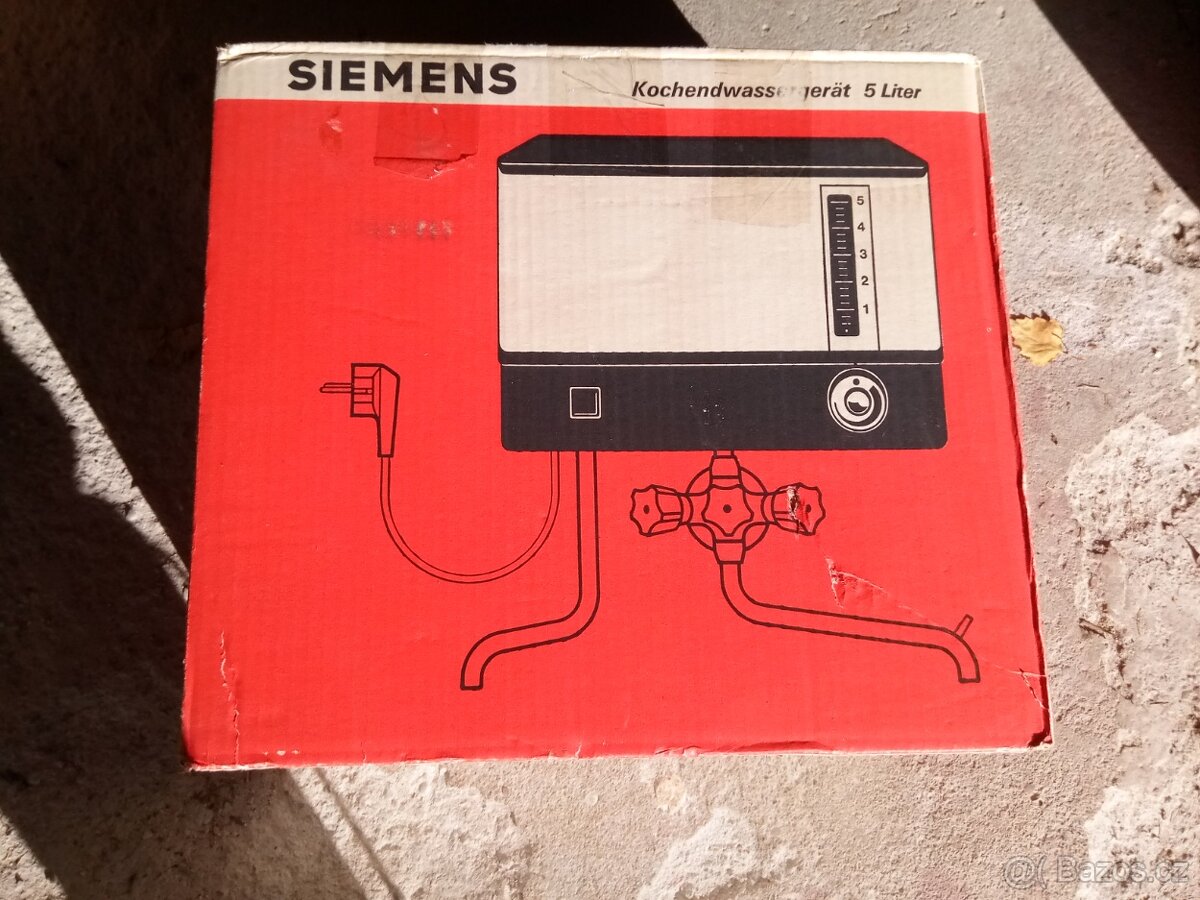 SIEMENS
Kochendwassergerät 5 Liter
5
4
3
2
1
@( Bazos.cz